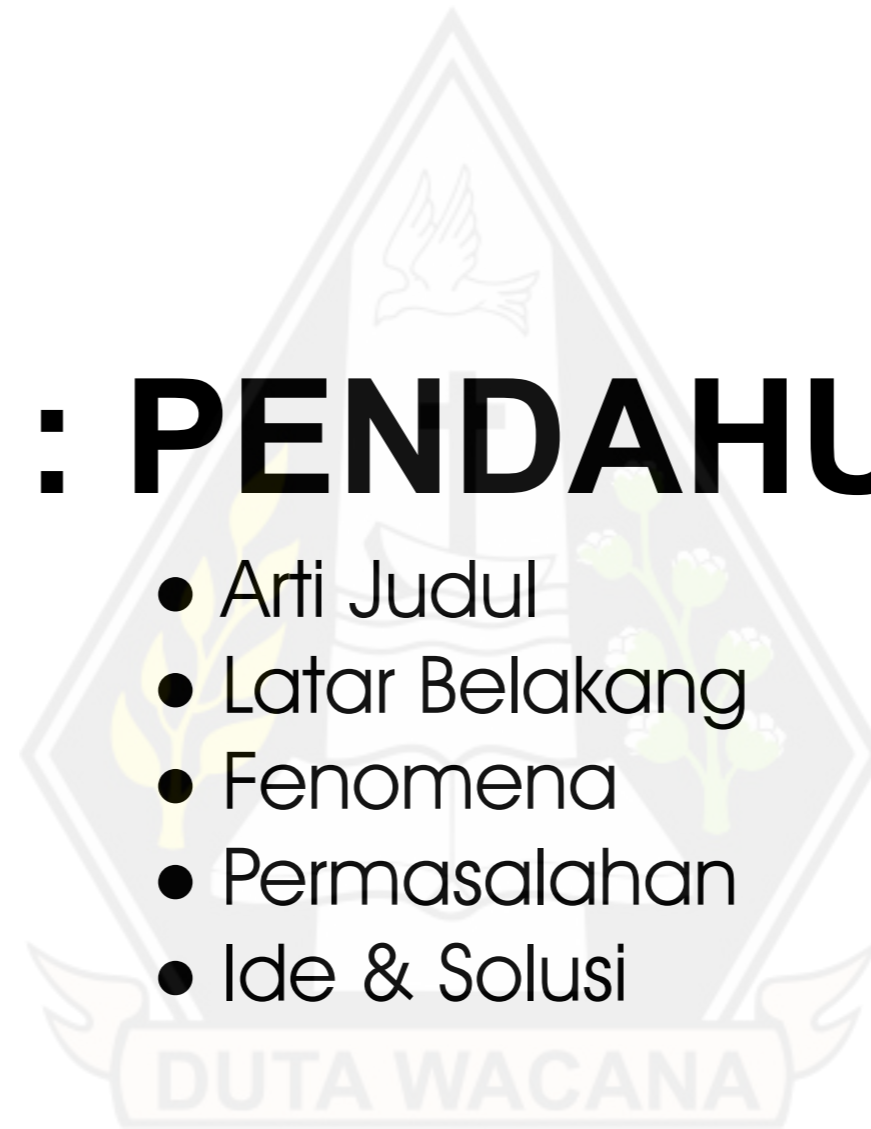 : PENDAHU
• Arti Judul
• Latar Belakang
• Fenomena
• Permasalahan
• Ide & Solusi
DUTA WACANA